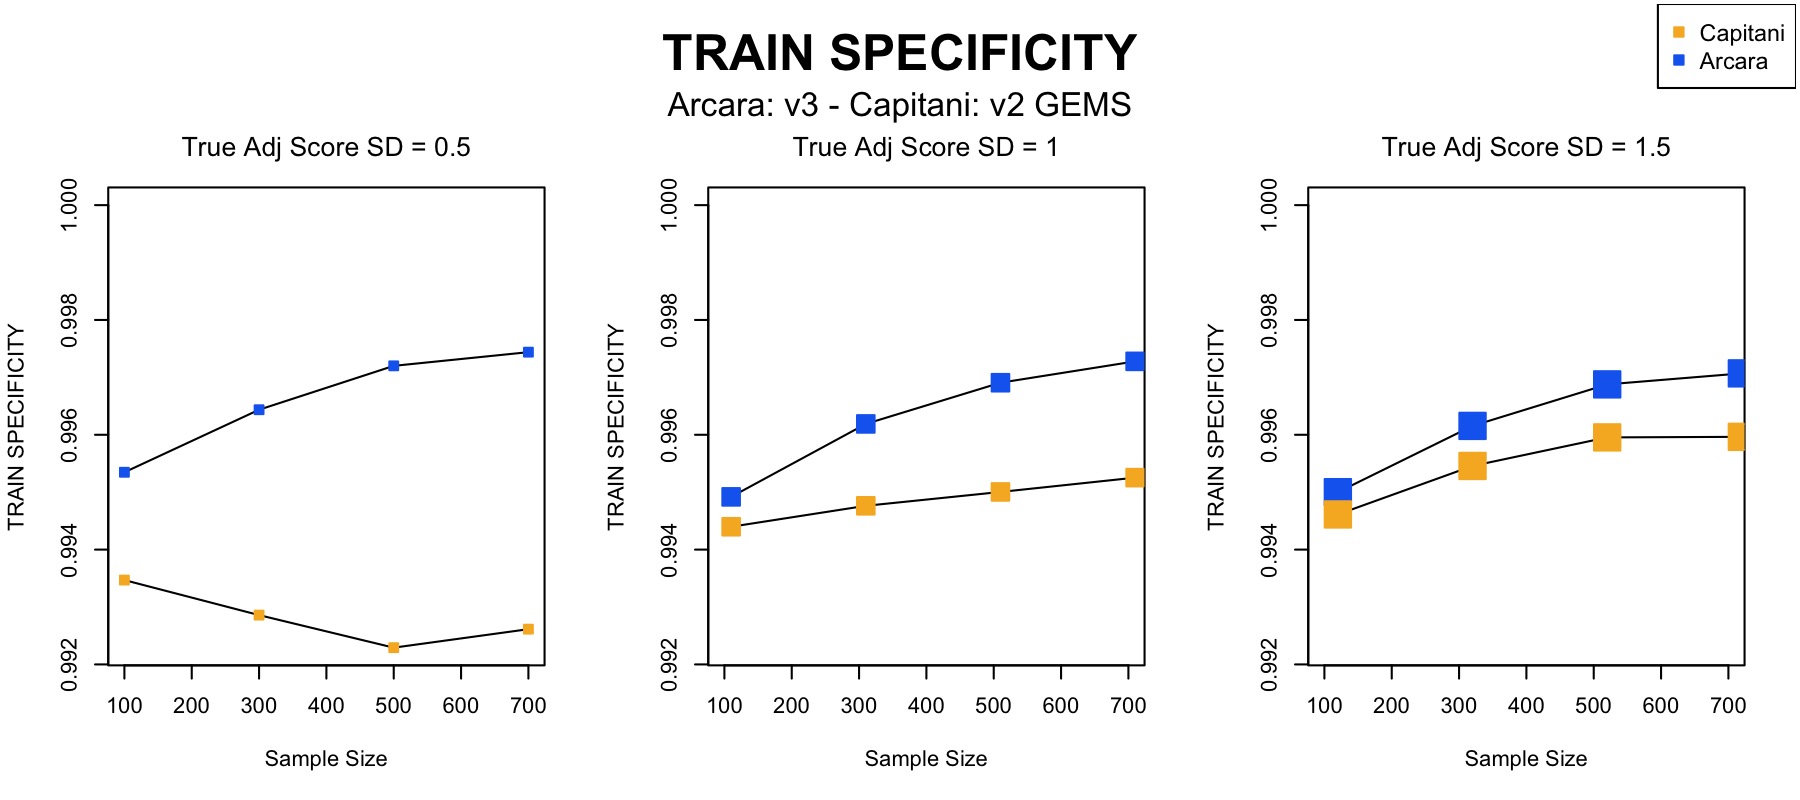 TRAIN SPECIFICITY
Arcara: v3 - Capitani: v2 GEMS
Capitani
Arcara
True Adj Score SD = 0.5
TRAIN SPECIFICITY
1.000
0.998
0.996
0.994
0.992
100 200 300 400 500 600 700
Sample Size
True Adj Score SD = 1
TRAIN SPECIFICITY
1.000
0.998
0.996
0.994
0.992
100 200 300 400 500 600 700
Sample Size
True Adj Score SD = 1.5
TRAIN SPECIFICITY
1.000
0.998
0.996
0.994
0.992
100 200 300 400 500 600 700
Sample Size